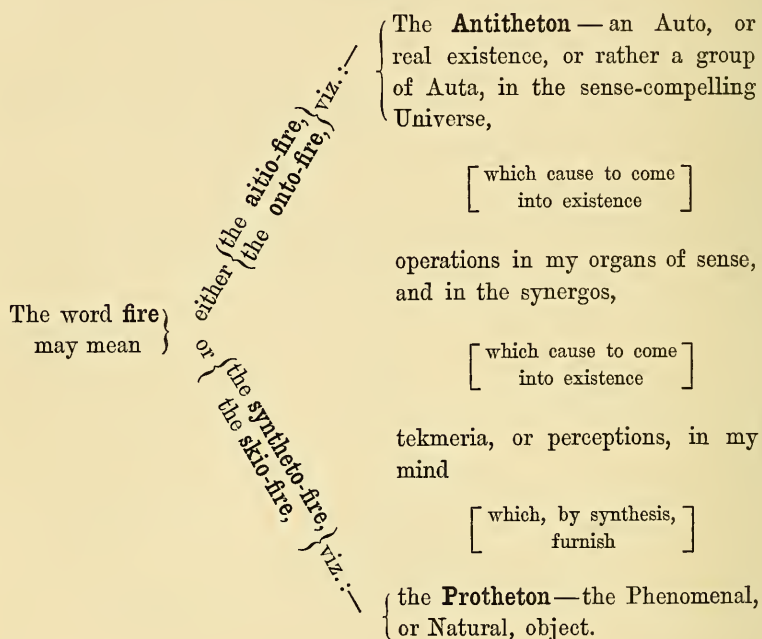 The word fire
may mean
either
the aitio-fire,
the onto-fire,
viz.:—
The Antitheton — an Auto, or
real existence, or rather a group
of Auta, in the sense-compelling
Universe,
[which cause to come
into existence]
operations in my organs of sense,
and in the synergos,
[which cause to come
into existence]
tekmeria, or perceptions, in my
mind
[which, by synthesis,
furnish]
or
the syntheto-fire,
the skio-fire,
viz.:—
the Protheton—the Phenomenal,
or Natural, object.